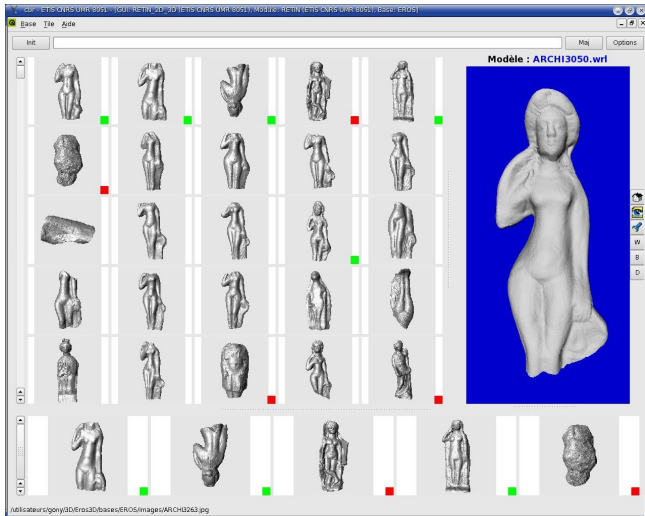 cbr - ETIS CNRS UMR 8051 - [GUI: RETIN_2D_3D (ETIS CNRS UMR 8051), Module: RETIN (ETIS CNRS UMR 8051), Base: EROS]
Base Tile Aide
Init Maj Options
Modèle : ARCHI3050.wrl
W
B
D
/utilisateurs/gony/3D/Eros3D/bases/EROS/images/ARCHI3263.jpg